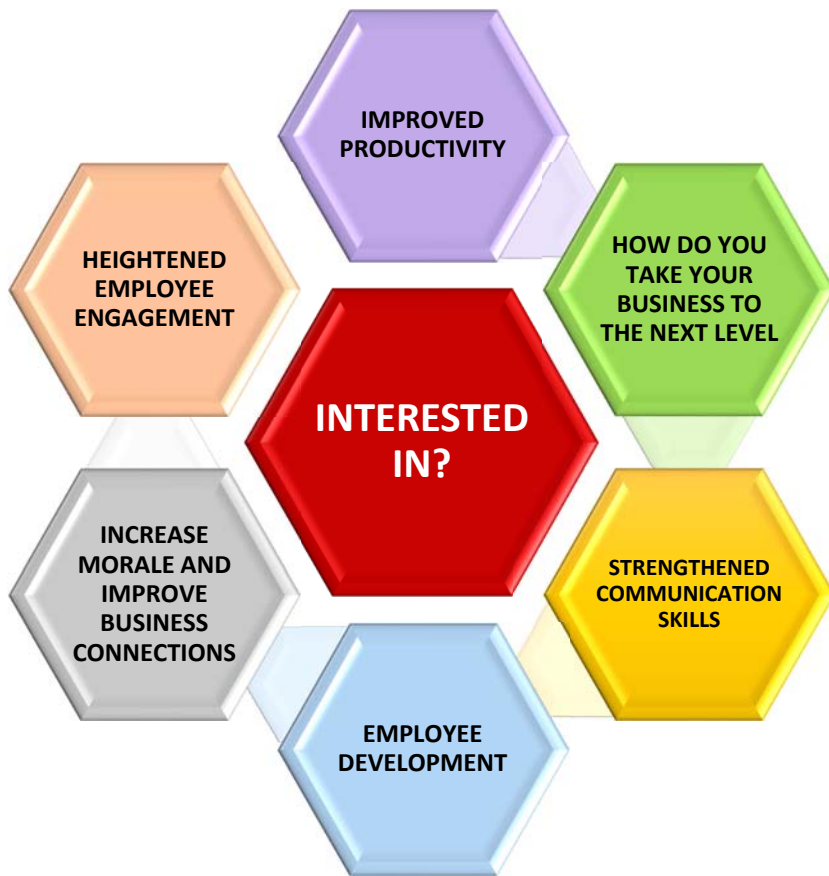 IMPROVED
PRODUCTIVITY
HOW DO YOU
TAKE YOUR
BUSINESS TO
THE NEXT LEVEL
STRENGTHENED
COMMUNICATION
SKILLS
EMPLOYEE
DEVELOPMENT
INCREASE
MORALE AND
IMPROVE
BUSINESS
CONNECTIONS
HEIGHTENED
EMPLOYEE
ENGAGEMENT
INTERESTED
IN?